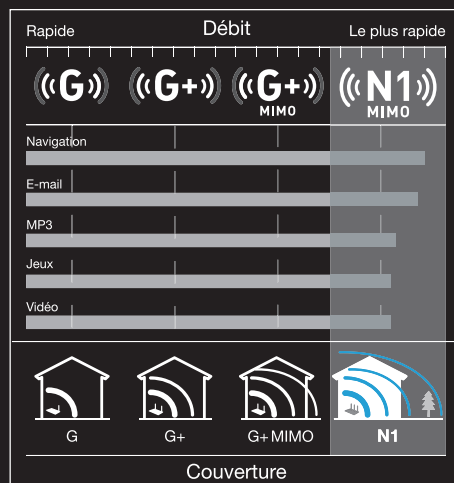 Rapide Débit Le plus rapide
G G+ G+ N1
MIMO MIMO
Navigation
E-mail
MP3
Jeux
Vidéo
G G+ G+ MIMO N1
Couverture